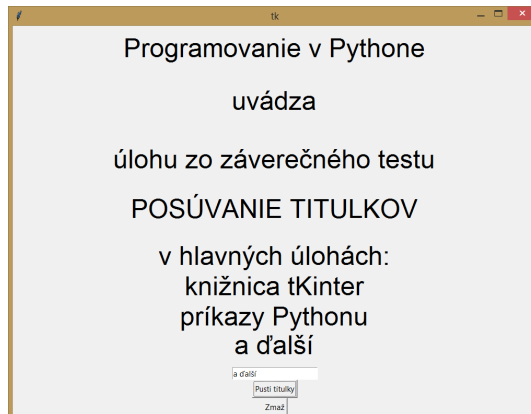 tk
Programovanie v Pythone
uvádza
úlohu zo záverečného testu
POSÚVANIE TITULKOV
v hlavných úlohách:
knižnica tKinter
príkazy Pythonu
a ďalší
a ďalší
Pusti titulky
Zmaž